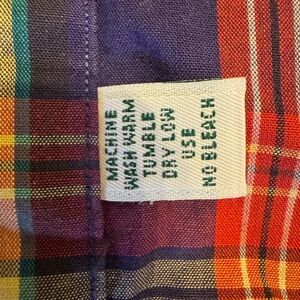 MACHINE
WASH WARM
TUMBLE
DRY LOW
USE
NO BLEACH